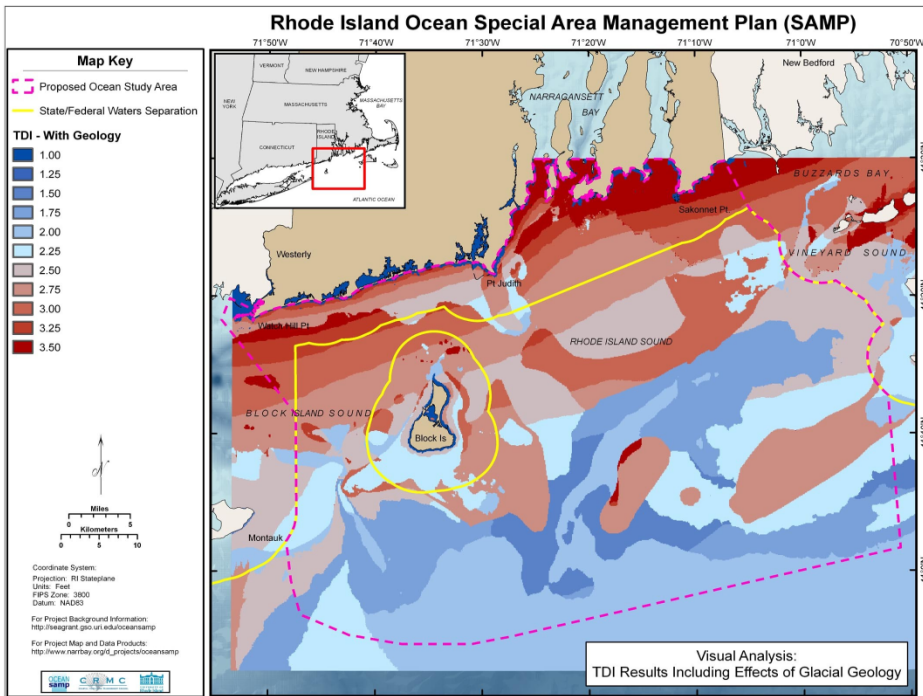 Rhode Island Ocean Special Area Management Plan (SAMP)
71°50'W
71°40'W
71°30'W
71°20'W
71°10'W
71°0'W
Map Key
Proposed Ocean Study Area
State/Federal Waters Separation
TDI - With Geology
1.00
1.25
1.50
1.75
2.00
2.25
2.50
2.75
3.00
3.25
3.50
VERMONT
NEW HAMPSHIRE
NEW YORK
MASSACHUSETTS
MASSACHUSETTS BAY
CONNECTICUT
RHODE ISLAND
ATLANTIC OCEAN
New Bedford
NARRAGANSETT
BAY
BUZZARDS BAY
Sakonnet Pt.
VINEYARD SOUND
Westerly
Pt Judith
Watch Hill Pt.
RHODE ISLAND SOUND
BLOCK ISLAND SOUND
Block Is
Montauk
N
Miles
0 5
Kilometers
0 5 10
Coordinate System:
Projection: RI Stateplane
Units: Feet
FIPS Zone: 3800
Datum: NAD83
For Project Background Information:
http://seagrant.gso.uri.edu/oceansamp
For Project Map and Data Products:
http://www.narrbay.org/d_projects/oceansamp
OCEAN
samp
CRMC
Visual Analysis:
TDI Results Including Effects of Glacial Geology